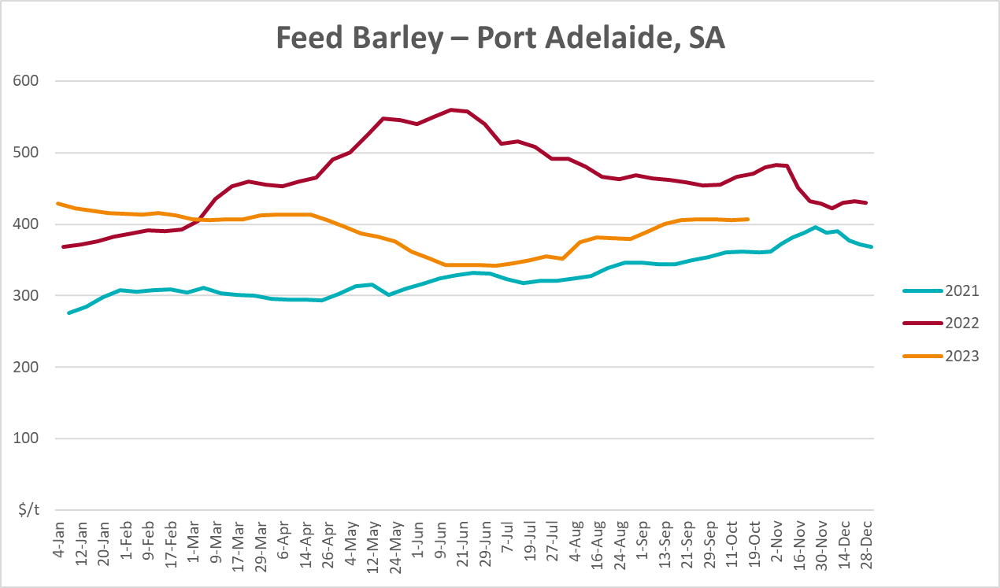 Feed Barley – Port Adelaide, SA
600
500
400
300
200
100
$/t
4-Jan
12-Jan
20-Jan
1-Feb
9-Feb
17-Feb
1-Mar
9-Mar
17-Mar
29-Mar
6-Apr
14-Apr
26-Apr
4-May
12-May
24-May
1-Jun
9-Jun
21-Jun
29-Jun
7-Jul
19-Jul
27-Jul
4-Aug
16-Aug
24-Aug
1-Sep
13-Sep
21-Sep
29-Sep
11-Oct
19-Oct
2-Nov
16-Nov
30-Nov
14-Dec
28-Dec
2021
2022
2023